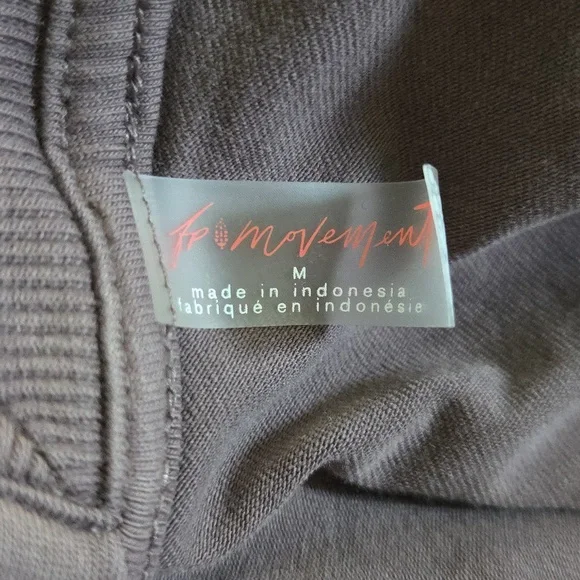 fp movement
M
made in indonesia
fabriqué en indonésie